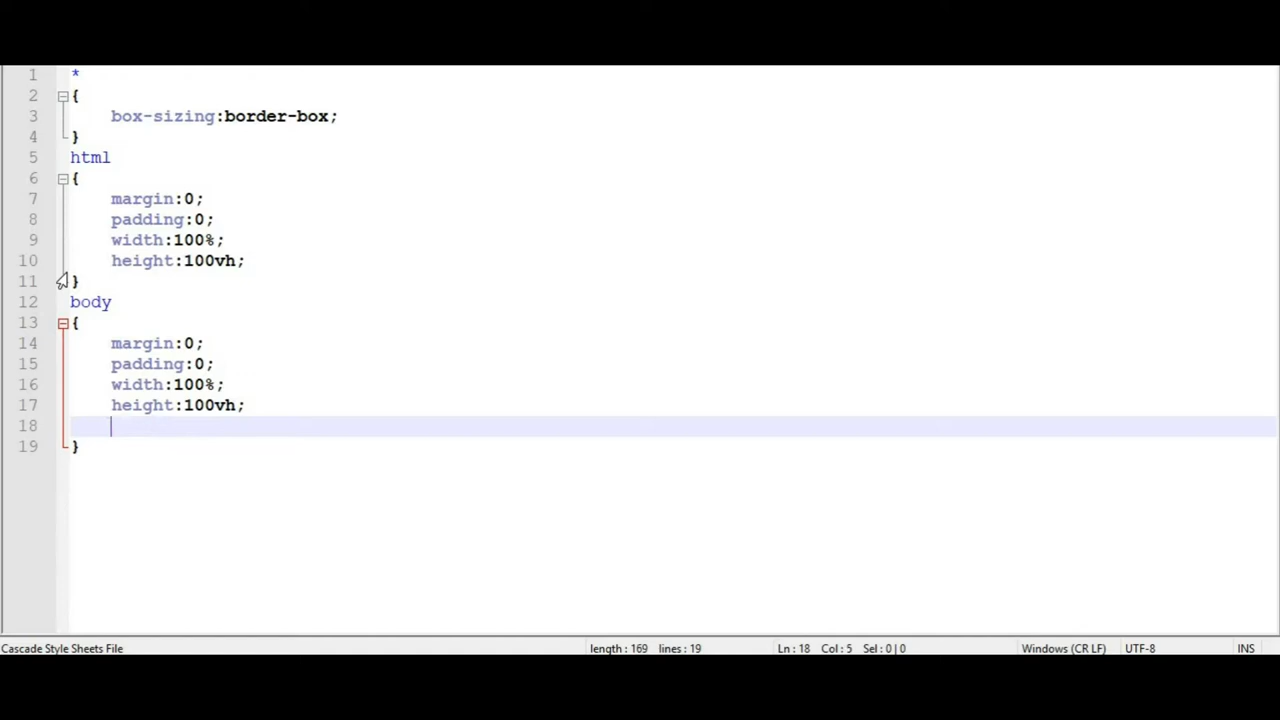 1 *
2 {
3 box-sizing:border-box;
4 }
5 html
6 {
7 margin:0;
8 padding:0;
9 width:100%;
10 height:100vh;
11 }
12 body
13 {
14 margin:0;
15 padding:0;
16 width:100%;
17 height:100vh;
18
19 }
Cascade Style Sheets File length : 169 lines : 19 Ln : 18 Col : 5 Sel : 0 | 0 Windows (CR LF) UTF-8 INS